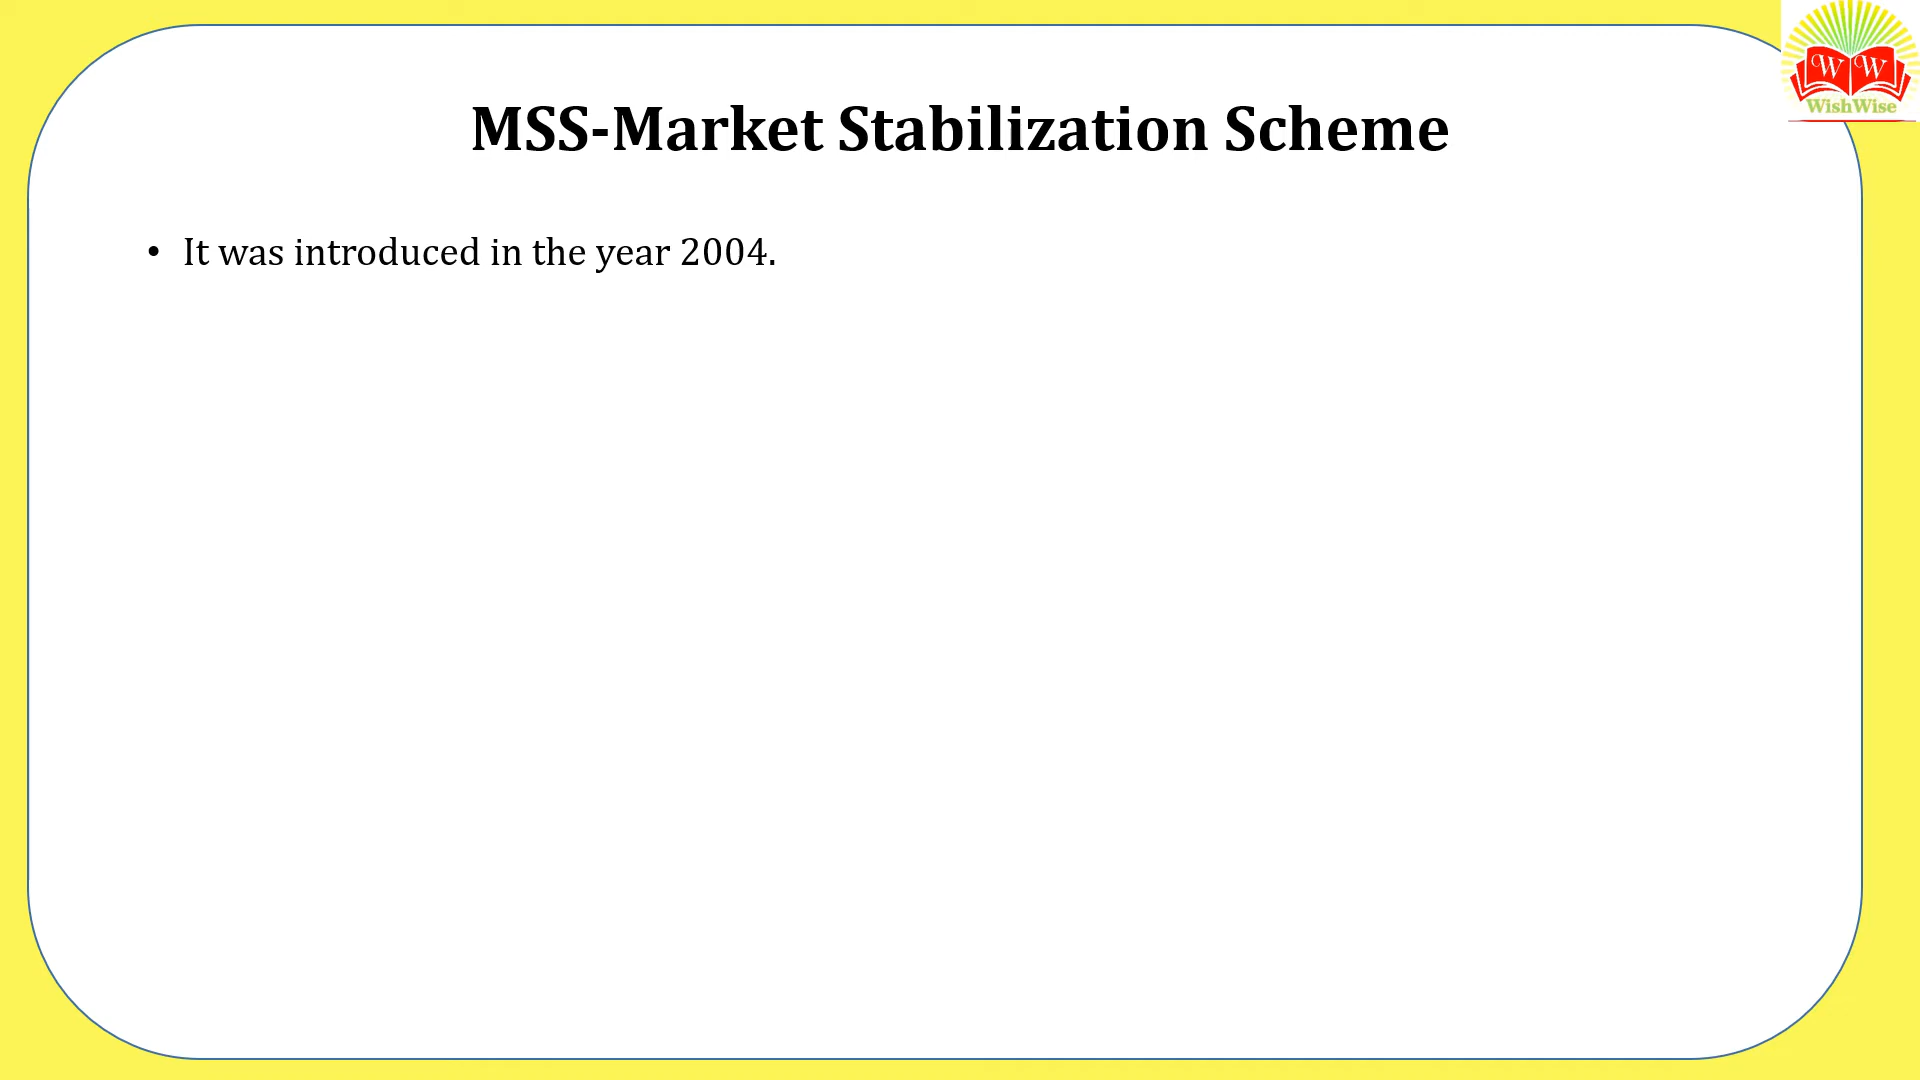 W W
WishWise
MSS-Market Stabilization Scheme
• It was introduced in the year 2004.